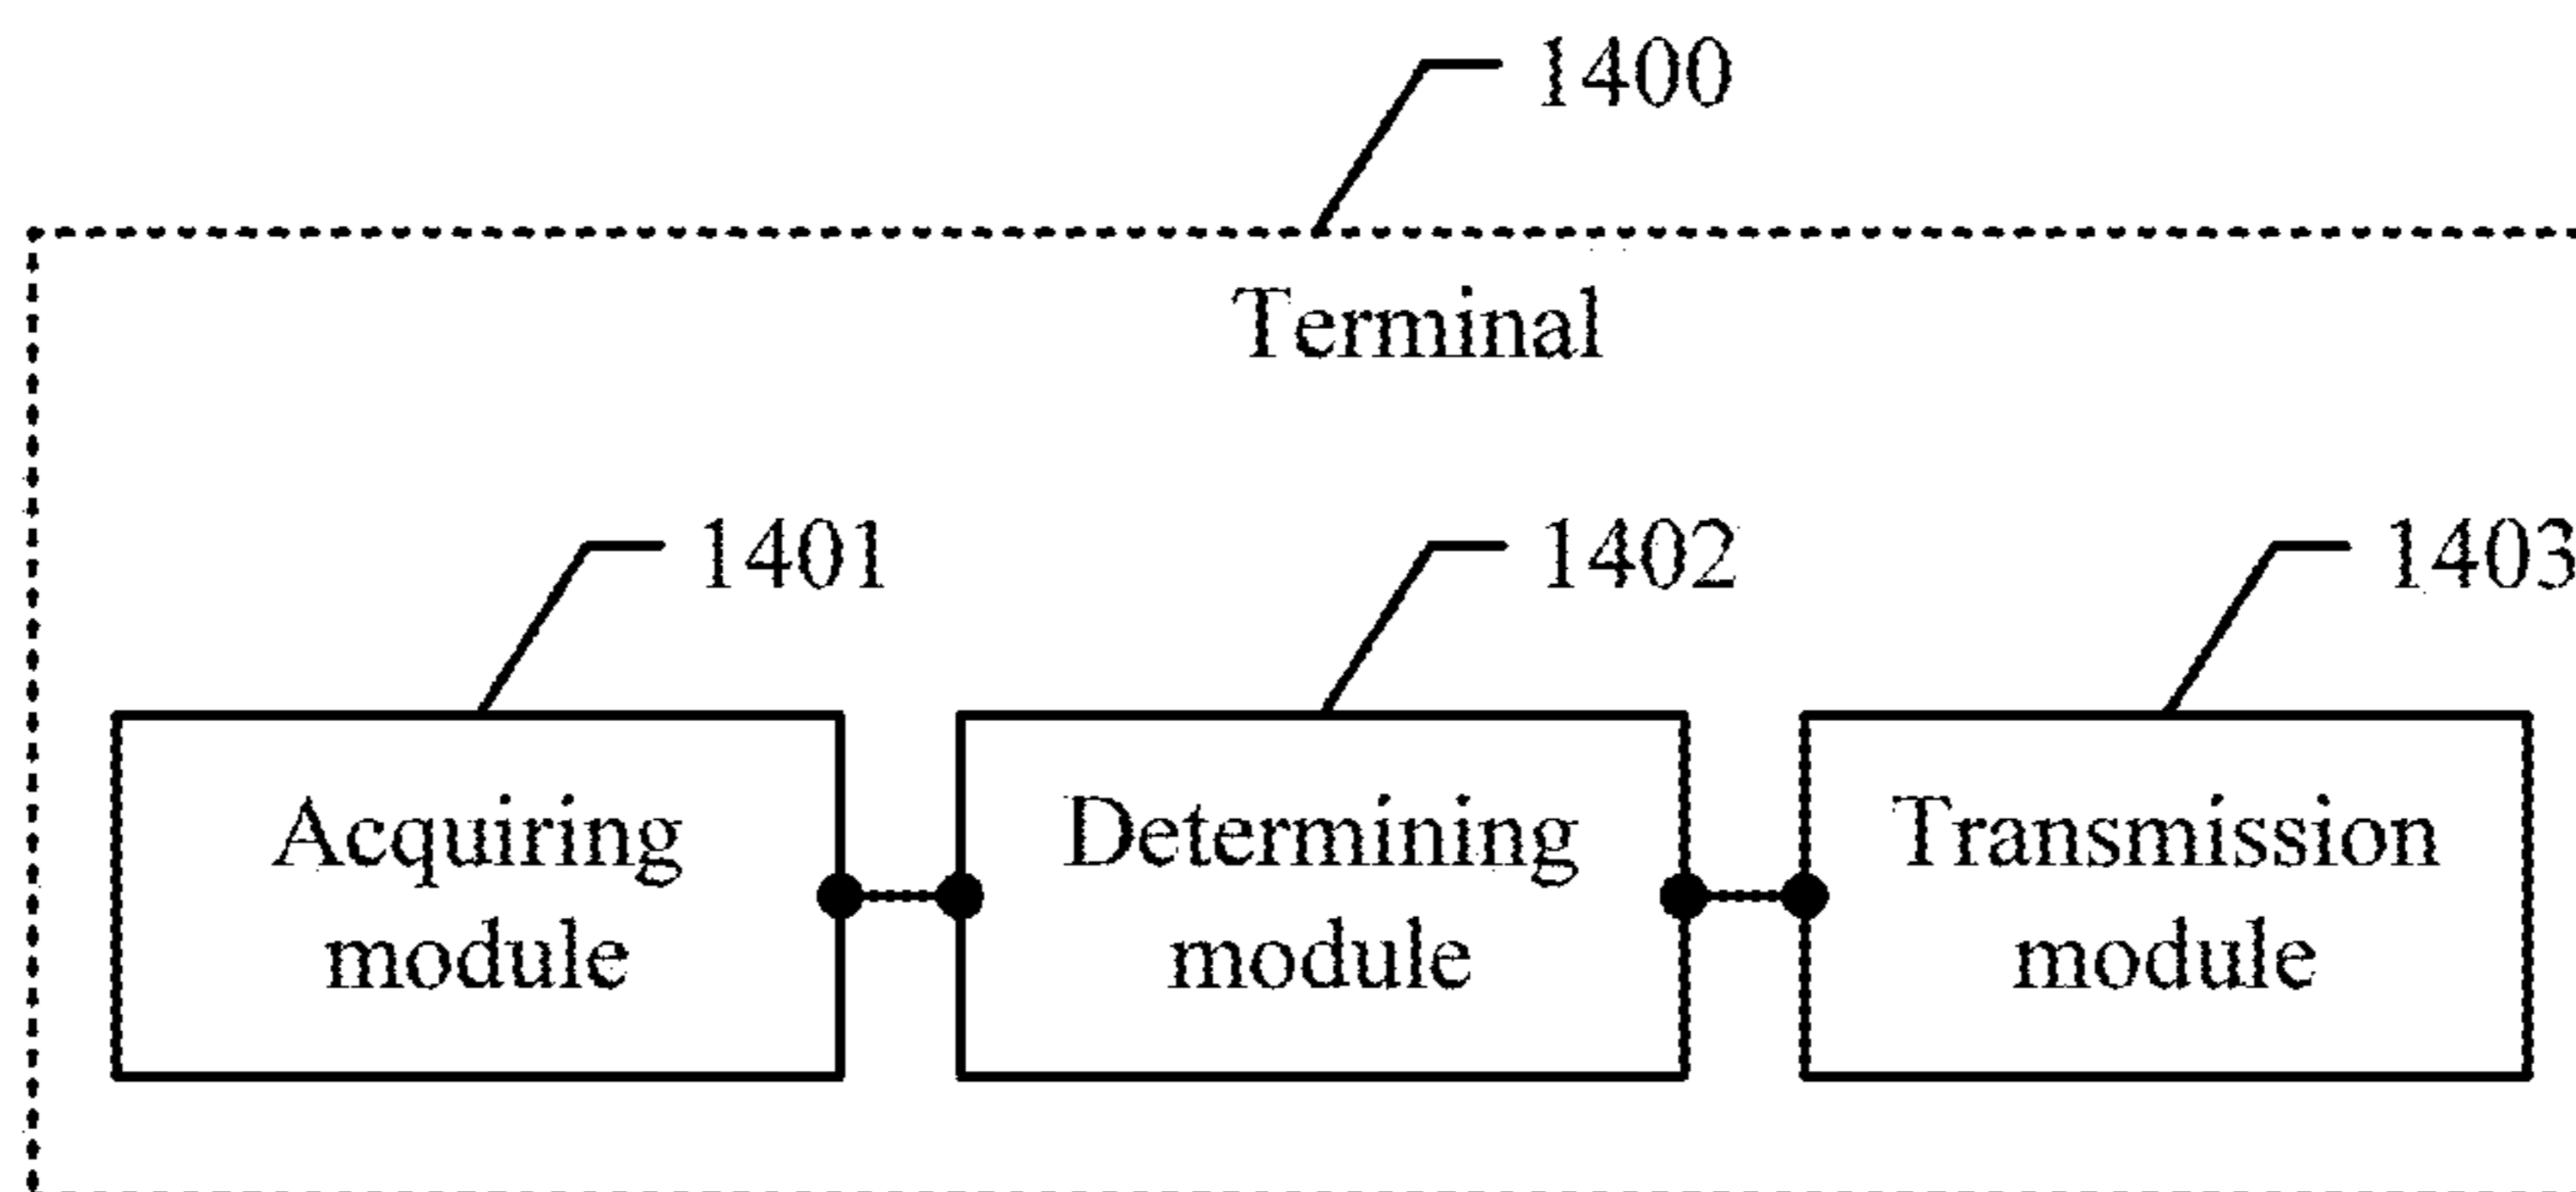 1400
Terminal
1401
1402
1403
Acquiring
module
Determining
module
Transmission
module